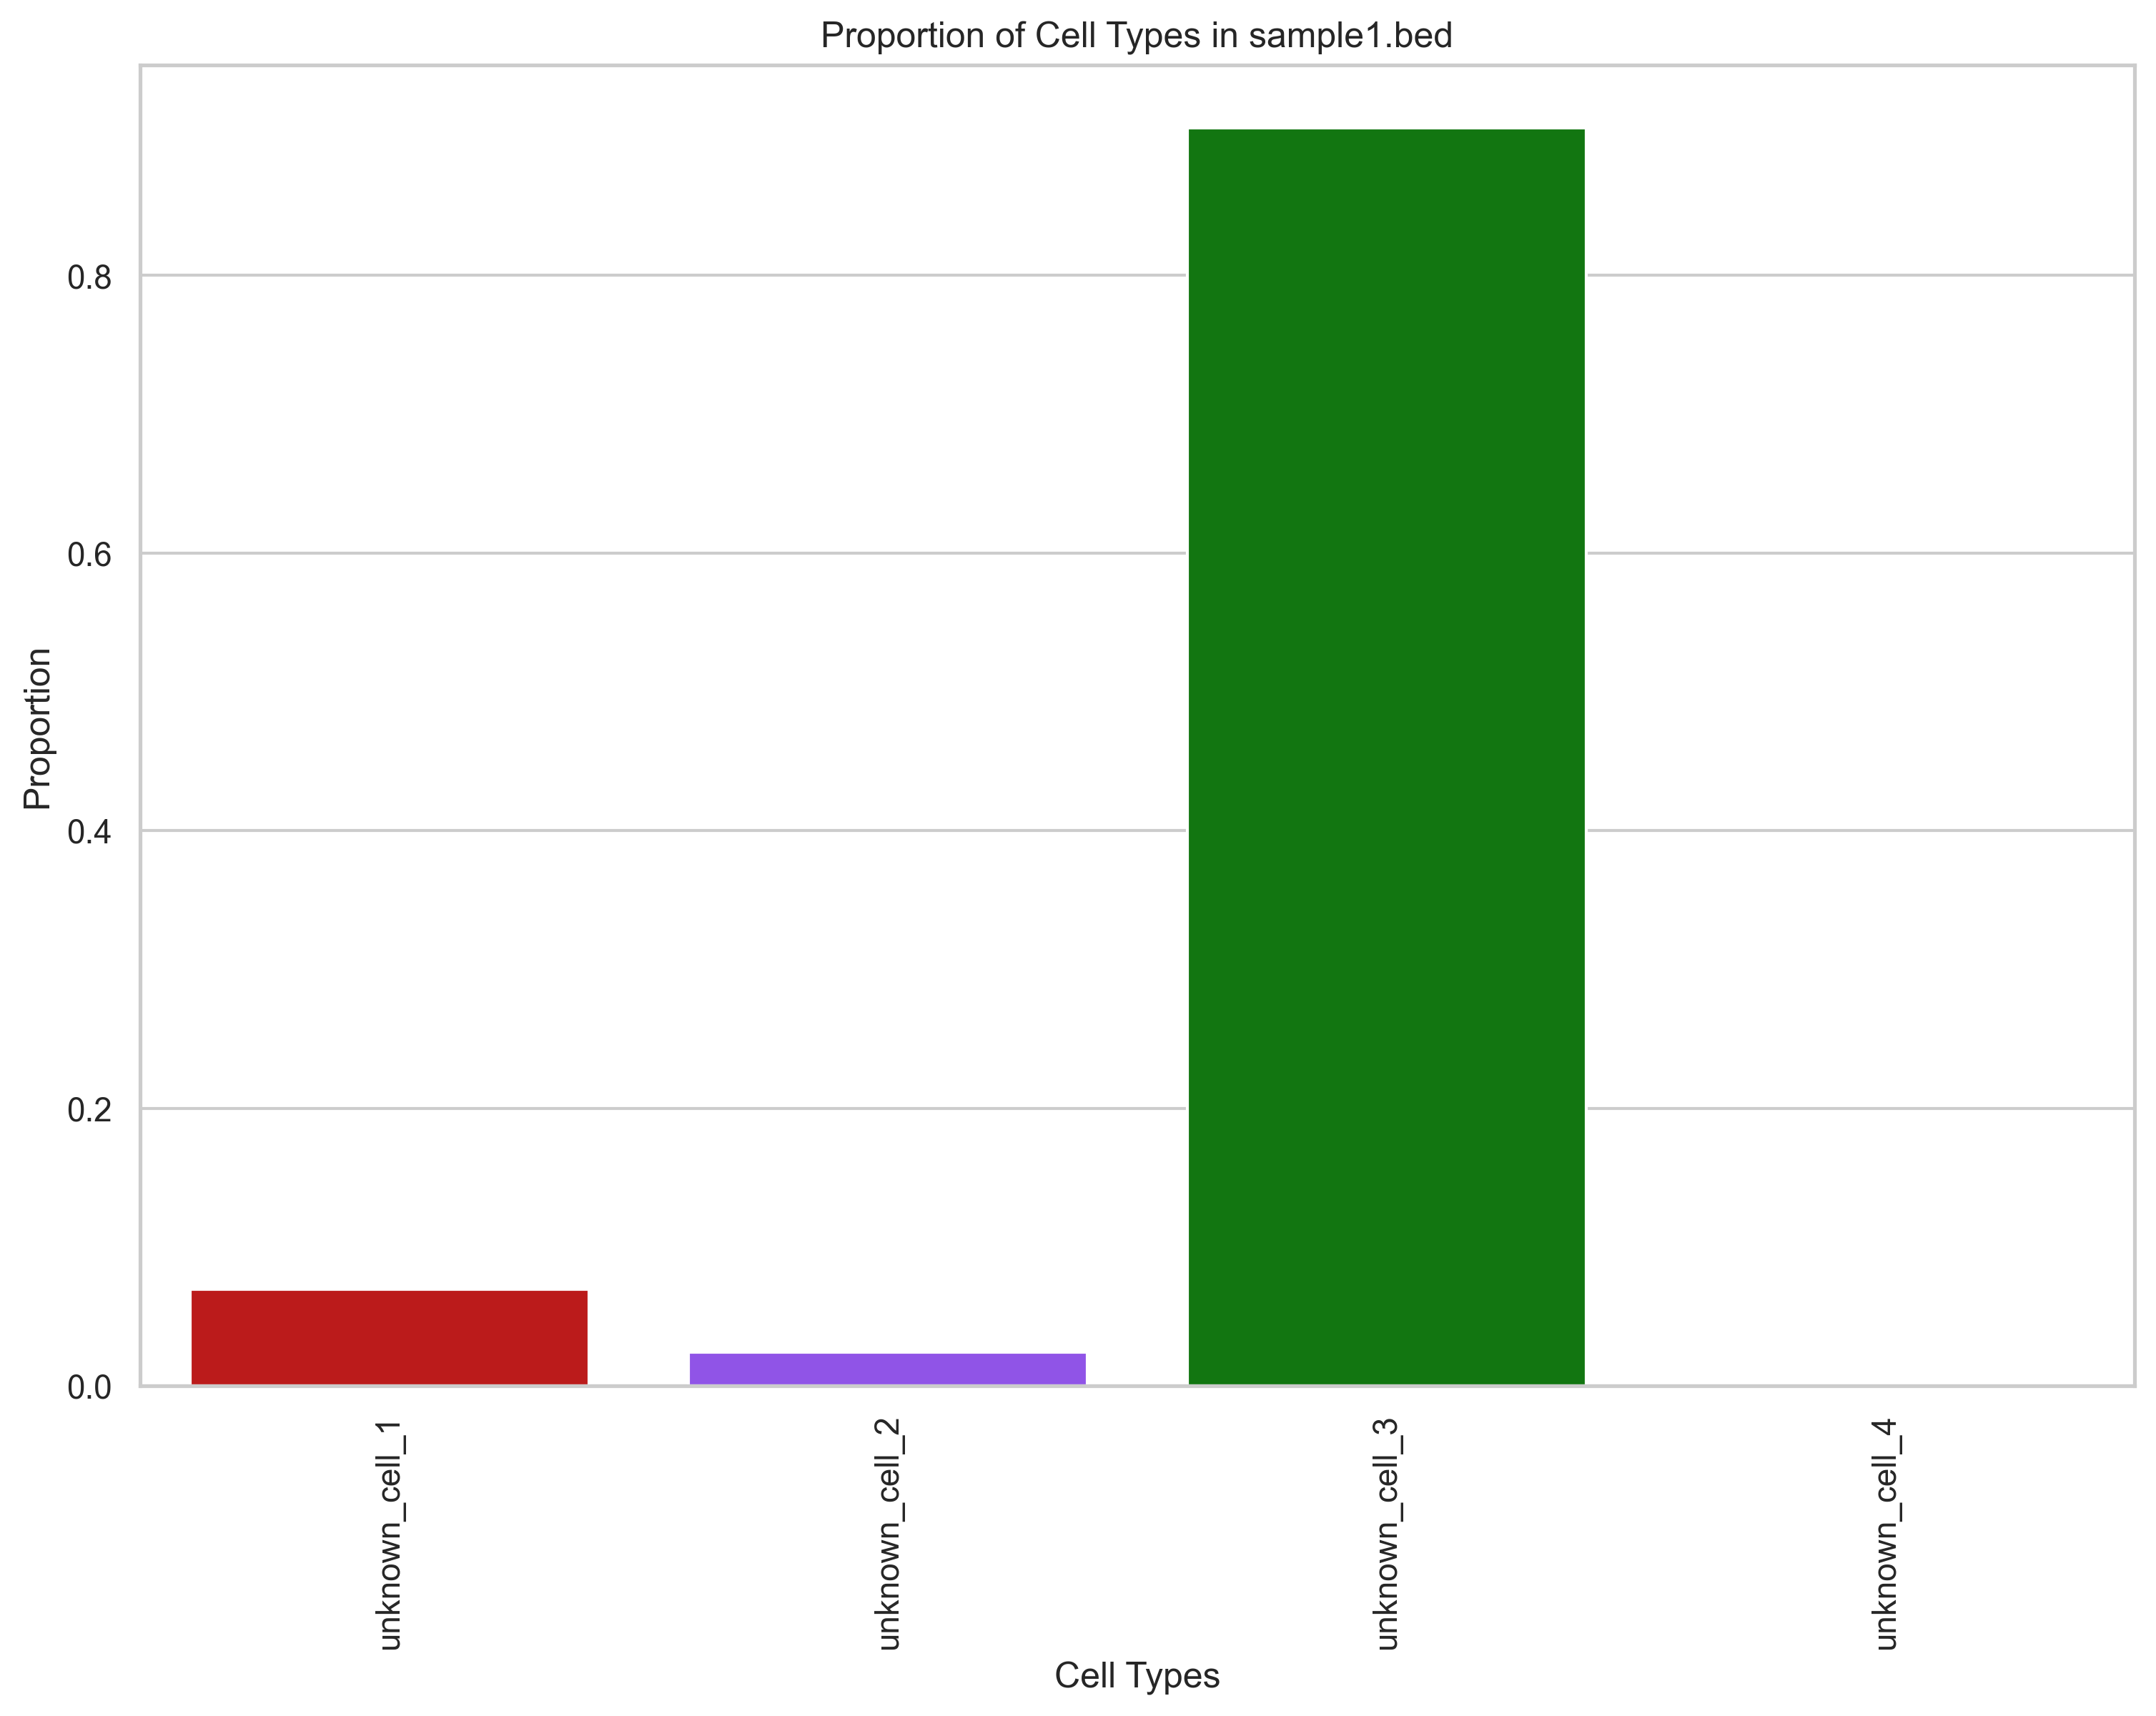 Proportion of Cell Types in sample1.bed
Proportion
0.8
0.6
0.4
0.2
0.0
unknown_cell_1
unknown_cell_2
unknown_cell_3
unknown_cell_4
Cell Types